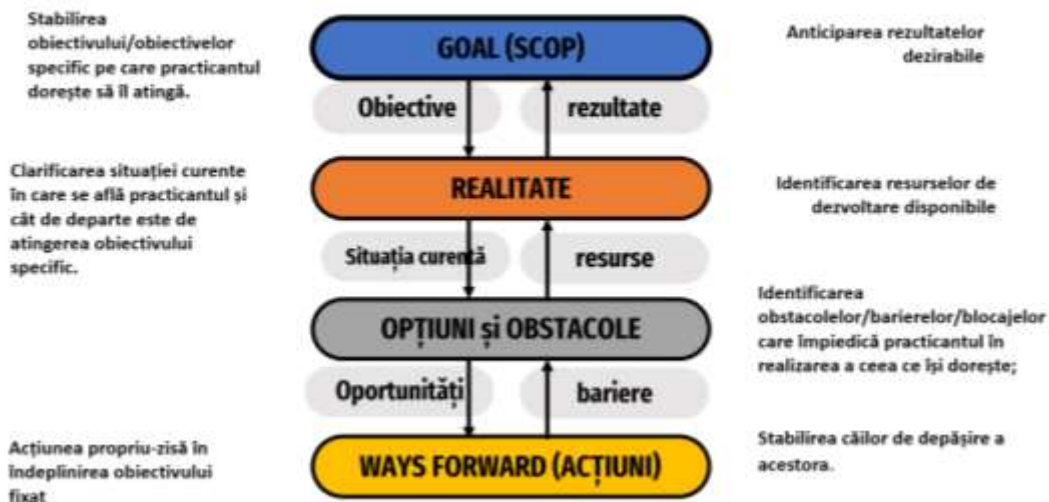 Stabilirea
obiectivului/obiectivelor
specific pe care practicantul
dorește să îl atingă.
GOAL (SCOP)
Anticiparea rezultatelor
dezirabile
Obiective
rezultate
Clarificarea situației curente
în care se află practicantul și
cât de departe este de
atingerea obiectivului
specific.
REALITATE
Identificarea resurselor de
dezvoltare disponibile
Situația curentă
resurse
OPȚIUNI și OBSTACOLE
Identificarea
obstacolelor/barierelor/blocajelor
care împiedică practicantul în
realizarea a ceea ce își dorește;
Oportunități
bariere
Acțiunea propriu-zisă în
îndeplinirea obiectivului
fixat
WAYS FORWARD (ACȚIUNI)
Stabilirea căilor de depășire a
acestora.